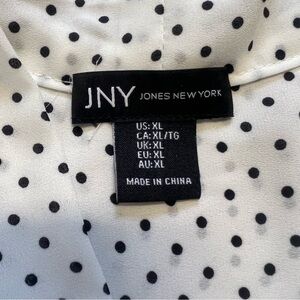 JNY JONES NEW YORK
US: XL
CA: XL/TG
UK: XL
EU: XL
AU: XL
MADE IN CHINA